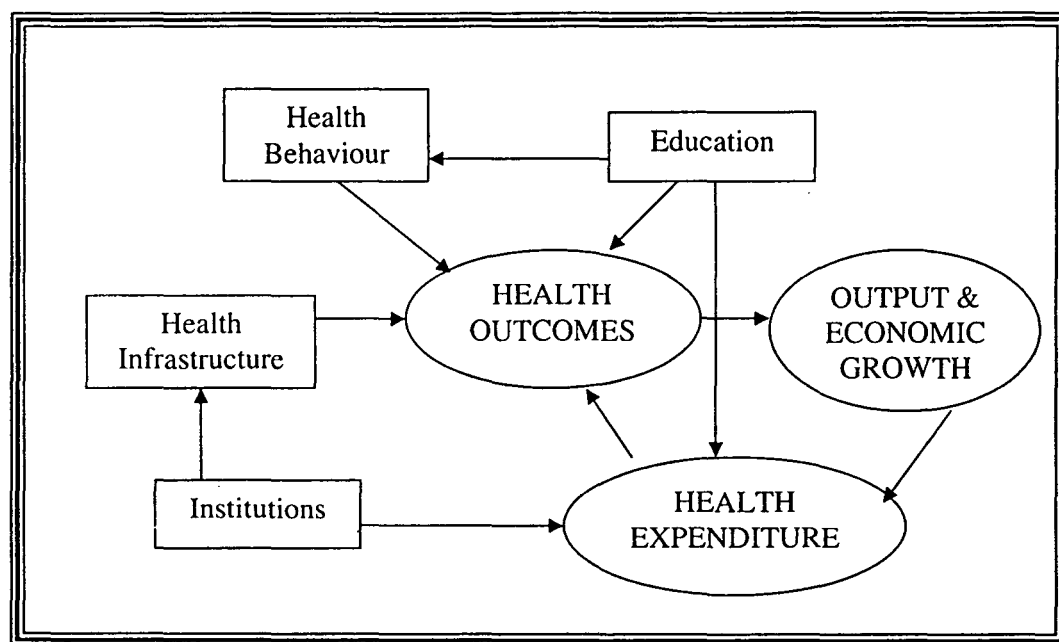 Health
Behaviour
Education
HEALTH
OUTCOMES
OUTPUT &
ECONOMIC
GROWTH
Health
Infrastructure
Institutions
HEALTH
EXPENDITURE